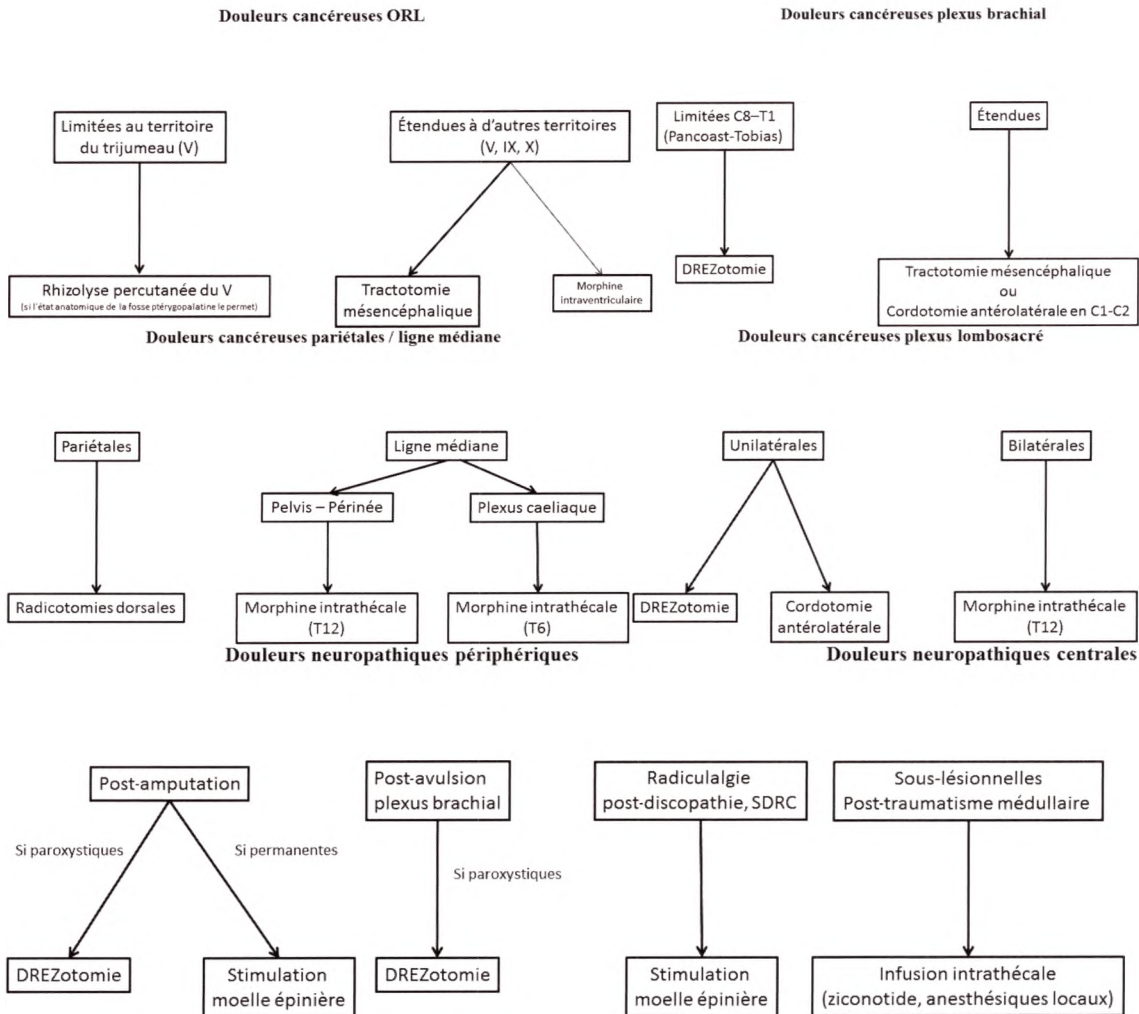 Douleurs cancéreuses ORL
Limitées au territoire
du trijumeau (V)
Étendues à d'autres territoires
(V, IX, X)
Rhizolyse percutanée du V
(si l'état anatomique de la fosse ptérygopalatine le permet)
Tractotomie
mésencéphalique
Morphine
intraventriculaire
Douleurs cancéreuses plexus brachial
Limitées C8–T1
(Pancoast-Tobias)
Étendues
DREZotomie
Tractotomie mésencéphalique
ou
Cordotomie antérolatérale en C1-C2
Douleurs cancéreuses pariétales / ligne médiane
Pariétales
Ligne médiane
Pelvis – Périnée
Plexus caeliaque
Radicotomies dorsales
Morphine intrathécale
(T12)
Morphine intrathécale
(T6)
Douleurs cancéreuses plexus lombosacré
Unilatérales
Bilatérales
DREZotomie
Cordotomie
antérolatérale
Morphine intrathécale
(T12)
Douleurs neuropathiques périphériques
Post-amputation
Post-avulsion
plexus brachial
Radiculalgie
post-discopathie, SDRC
Si paroxystiques
Si permanentes
Si paroxystiques
DREZotomie
Stimulation
moelle épinière
DREZotomie
Stimulation
moelle épinière
Douleurs neuropathiques centrales
Sous-lésionnelles
Post-traumatisme médullaire
Infusion intrathécale
(ziconotide, anesthésiques locaux)